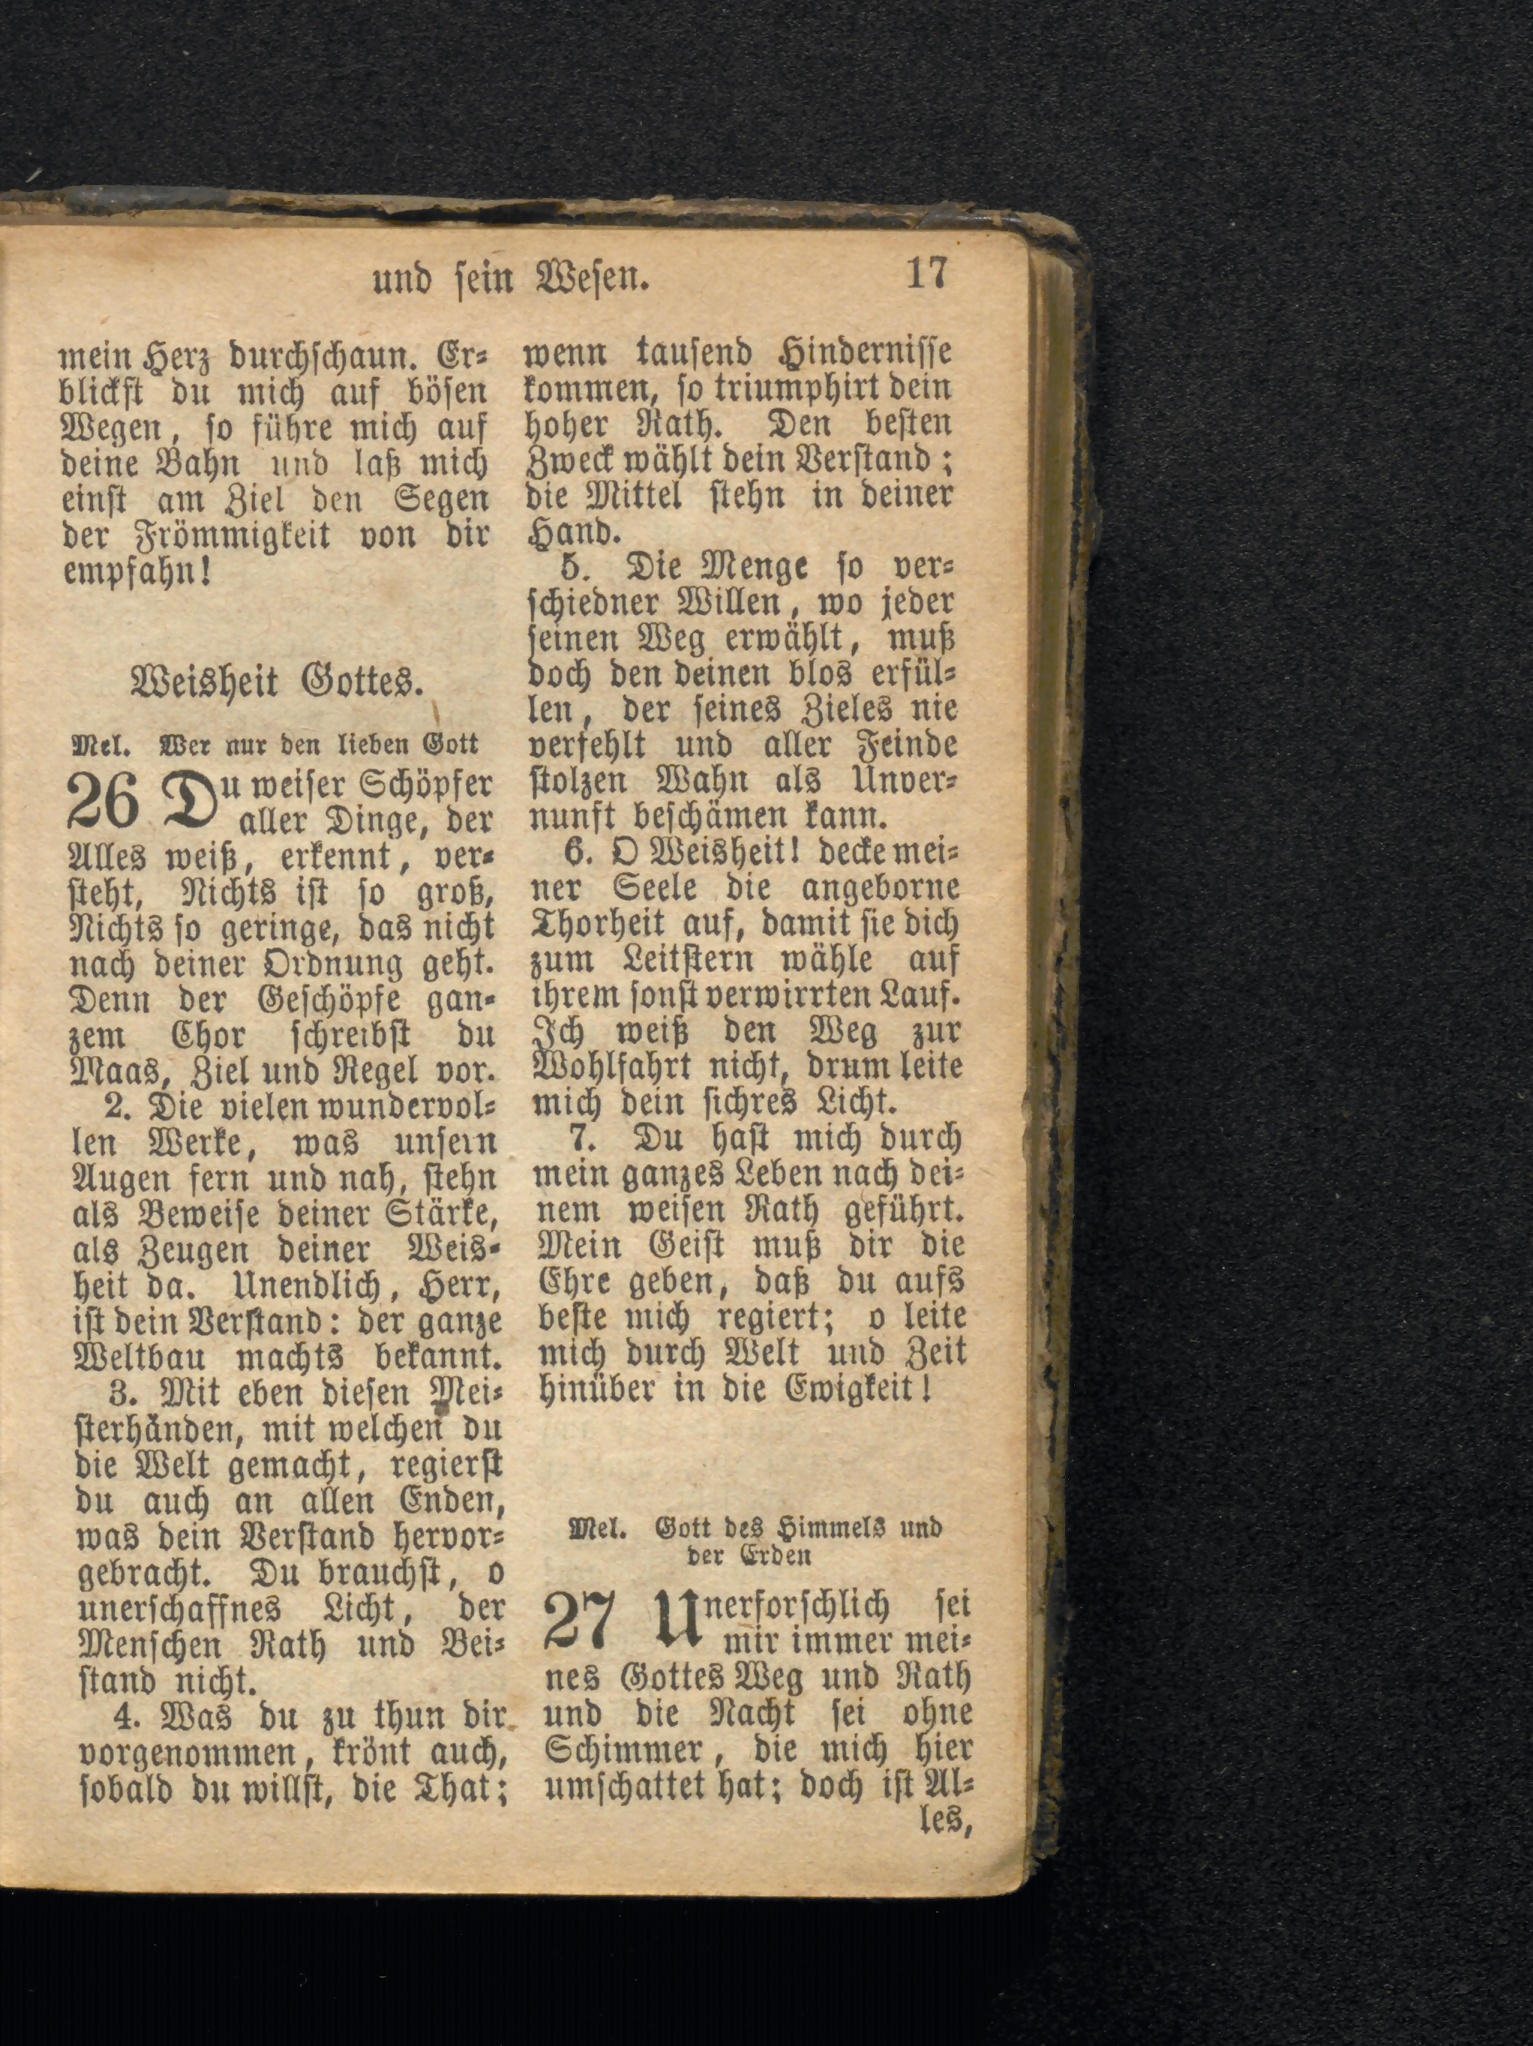 und sein Wesen. 17
mein Herz durchschaun. Er-
blickst du mich auf bösen
Wegen, so führe mich auf
deine Bahn und laß mich
einst am Ziel den Segen
der Frömmigkeit von dir
empfahn!
Weisheit Gottes.
Mel. Wer nur den lieben Gott
26 Du weiser Schöpfer
aller Dinge, der
Alles weiß, erkennt, ver-
steht, Nichts ist so groß,
Nichts so geringe, das nicht
nach deiner Ordnung geht.
Denn der Geschöpfe gan-
zem Chor schreibst du
Maas, Ziel und Regel vor.
2. Die vielen wundervol-
len Werke, was unsern
Augen fern und nah, stehn
als Beweise deiner Stärke,
als Zeugen deiner Weis-
heit da. Unendlich, Herr,
ist dein Verstand: der ganze
Weltbau machts bekannt.
3. Mit eben diesen Mei-
sterhänden, mit welchen du
die Welt gemacht, regierst
du auch an allen Enden,
was dein Verstand hervor-
gebracht. Du brauchst, o
unerschaffnes Licht, der
Menschen Rath und Bei-
stand nicht.
4. Was du zu thun dir
vorgenommen, krönt auch,
sobald du willst, die That;
wenn tausend Hindernisse
kommen, so triumphirt dein
hoher Rath. Den besten
Zweck wählt dein Verstand;
die Mittel stehn in deiner
Hand.
5. Die Menge so ver-
schiedner Willen, wo jeder
seinen Weg erwählt, muß
doch den deinen blos erfül-
len, der seines Zieles nie
verfehlt und aller Feinde
stolzen Wahn als Unver-
nunft beschämen kann.
6. O Weisheit! decke mei-
ner Seele die angeborne
Thorheit auf, damit sie dich
zum Leitstern wähle auf
ihrem sonst verwirrten Lauf.
Ich weiß den Weg zur
Wohlfahrt nicht, drum leite
mich dein sichres Licht.
7. Du hast mich durch
mein ganzes Leben nach dei-
nem weisen Rath geführt.
Mein Geist muß dir die
Ehre geben, daß du aufs
beste mich regiert; o leite
mich durch Welt und Zeit
hinüber in die Ewigkeit!
Mel. Gott des Himmels und
der Erden
27 Unerforschlich sei
mir immer mei-
nes Gottes Weg und Rath
und die Nacht sei ohne
Schimmer, die mich hier
umschattet hat; doch ist Al-
les,